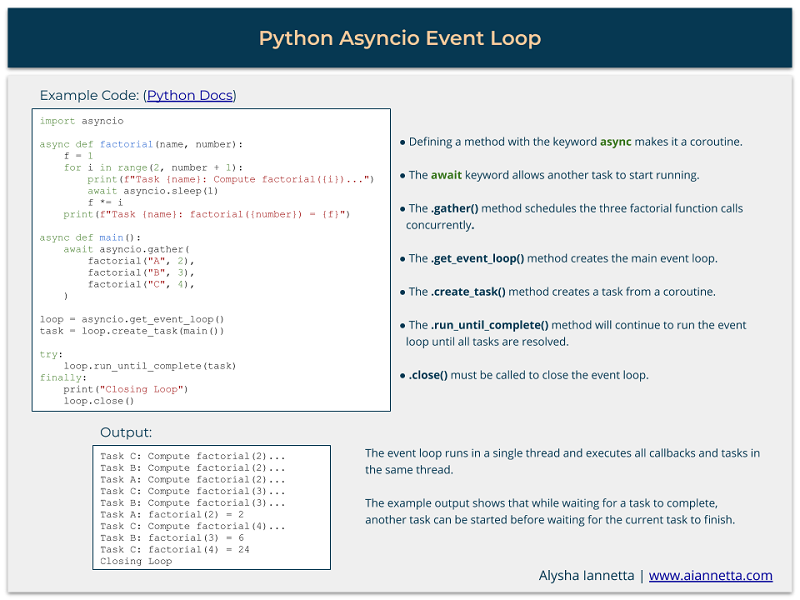 Python Asyncio Event Loop
Example Code: (Python Docs)
import asyncio
async def factorial(name, number):
    f = 1
    for i in range(2, number + 1):
        print(f"Task {name}: Compute factorial({i})...")
        await asyncio.sleep(1)
        f *= i
    print(f"Task {name}: factorial({number}) = {f}")
async def main():
    await asyncio.gather(
        factorial("A", 2),
        factorial("B", 3),
        factorial("C", 4),
    )
loop = asyncio.get_event_loop()
task = loop.create_task(main())
try:
    loop.run_until_complete(task)
finally:
    print("Closing Loop")
    loop.close()
● Defining a method with the keyword async makes it a coroutine.
● The await keyword allows another task to start running.
● The .gather() method schedules the three factorial function calls
concurrently.
● The .get_event_loop() method creates the main event loop.
● The .create_task() method creates a task from a coroutine.
● The .run_until_complete() method will continue to run the event
loop until all tasks are resolved.
● .close() must be called to close the event loop.
Output:
Task C: Compute factorial(2)...
Task B: Compute factorial(2)...
Task A: Compute factorial(2)...
Task C: Compute factorial(3)...
Task B: Compute factorial(3)...
Task A: factorial(2) = 2
Task C: Compute factorial(4)...
Task B: factorial(3) = 6
Task C: factorial(4) = 24
Closing Loop
The event loop runs in a single thread and executes all callbacks and tasks in
the same thread.
The example output shows that while waiting for a task to complete,
another task can be started before waiting for the current task to finish.
Alysha Iannetta | www.aiannetta.com